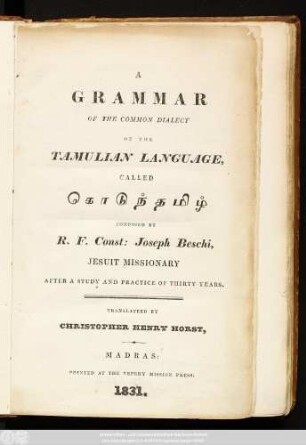 A
GRAMMAR
OF THE COMMON DIALECT
OF THE
TAMULIAN LANGUAGE,
CALLED
கொடுந்தமிழ்
COMPOSED BY
R. F. Const: Joseph Beschi,
JESUIT MISSIONARY
AFTER A STUDY AND PRACTICE OF THIRTY YEARS.
TRANSLATED BY
CHRISTOPHER HENRY HORST,
MADRAS:
PRINTED AT THE VEPERY MISSION PRESS:
1831.